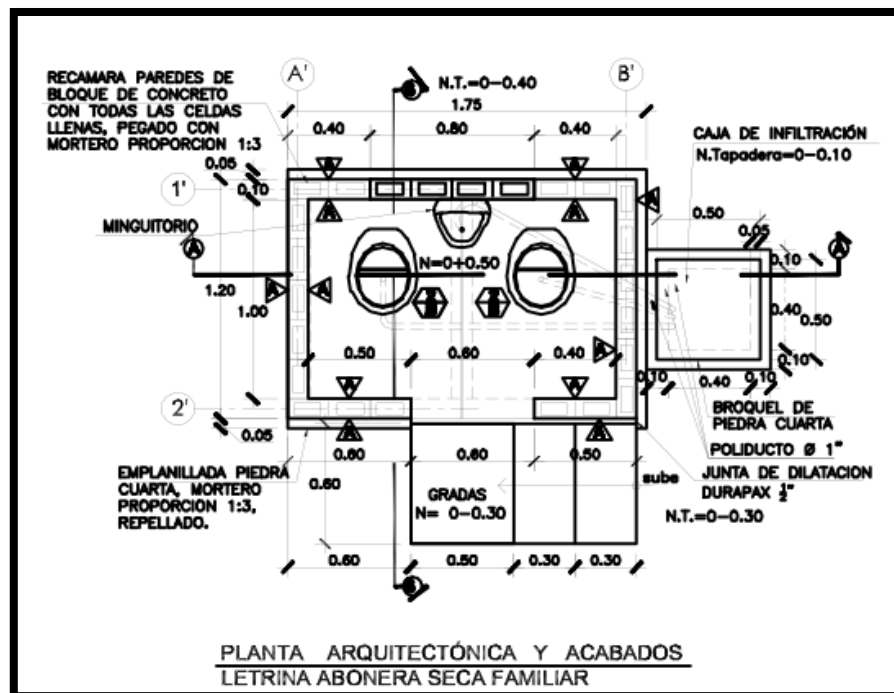 A'
B'
N.T.=0-0.40
1.75
0.40
0.80
0.40
RECAMARA PAREDES DE
BLOQUE DE CONCRETO
CON TODAS LAS CELDAS
LLENAS, PEGADO CON
MORTERO PROPORCION 1:3
CAJA DE INFILTRACIÓN
N.Tapadera=0-0.10
0.05
0.10
1'
A
A
A
A
A
0.50
0.05
MINGUITORIO
A
A
N=0+0.50
0.10
1.20
A
A
1.00
0.40
0.50
0.50
0.60
0.40
A
0.10
0.10
0.40
0.10
2'
A
A
A
A
0.05
BROQUEL DE
PIEDRA CUARTA
0.60
0.60
0.50
POLIDUCTO Ø 1"
EMPLANILLADA PIEDRA
CUARTA, MORTERO
PROPORCION 1:3,
REPELLADO.
0.60
GRADAS
N= 0-0.30
sube
JUNTA DE DILATACION
DURAPAX ½"
N.T.=0-0.30
0.60
0.50
0.30
0.30
PLANTA ARQUITECTÓNICA Y ACABADOS
LETRINA ABONERA SECA FAMILIAR